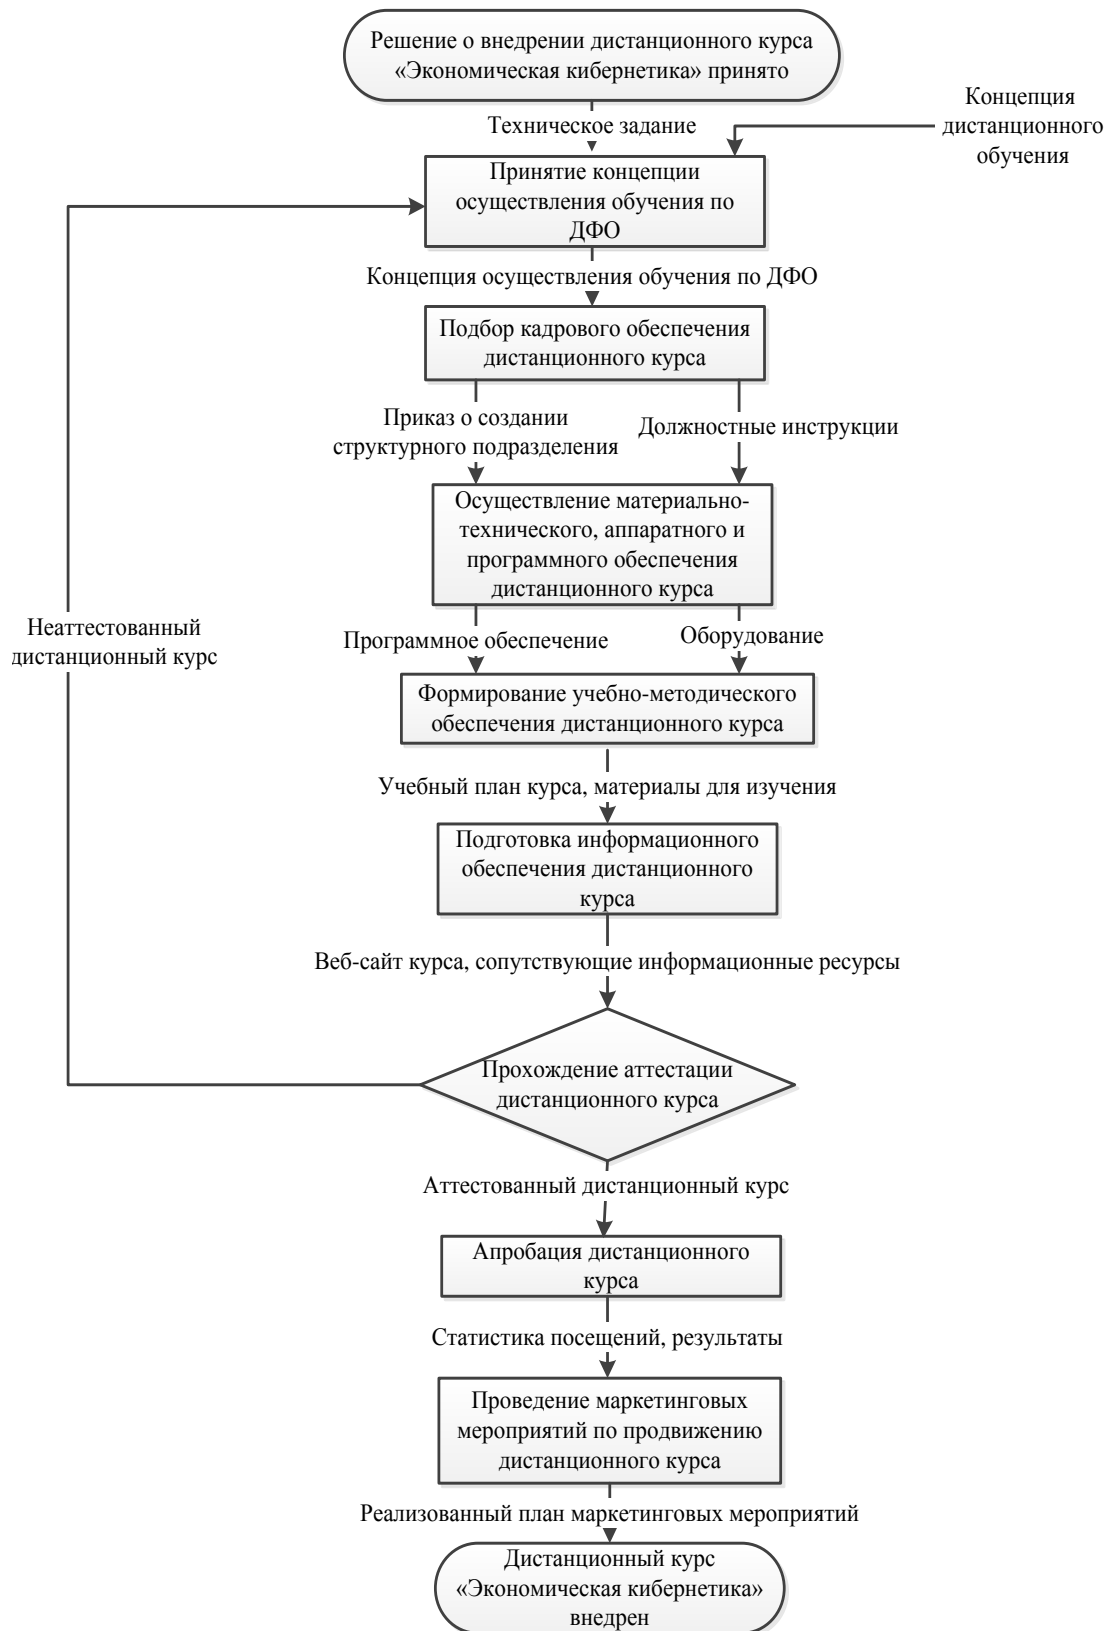 Решение о внедрении дистанционного курса
«Экономическая кибернетика» принято
Концепция
дистанционного
обучения
Техническое задание
Принятие концепции
осуществления обучения по
ДФО
Концепция осуществления обучения по ДФО
Подбор кадрового обеспечения
дистанционного курса
Приказ о создании
структурного подразделения
Должностные инструкции
Осуществление материально-
технического, аппаратного и
программного обеспечения
дистанционного курса
Неаттестованный
дистанционный курс
Программное обеспечение
Оборудование
Формирование учебно-методического
обеспечения дистанционного курса
Учебный план курса, материалы для изучения
Подготовка информационного
обеспечения дистанционного
курса
Веб-сайт курса, сопутствующие информационные ресурсы
Прохождение аттестации
дистанционного курса
Аттестованный дистанционный курс
Апробация дистанционного
курса
Статистика посещений, результаты
Проведение маркетинговых
мероприятий по продвижению
дистанционного курса
Реализованный план маркетинговых мероприятий
Дистанционный курс
«Экономическая кибернетика»
внедрен